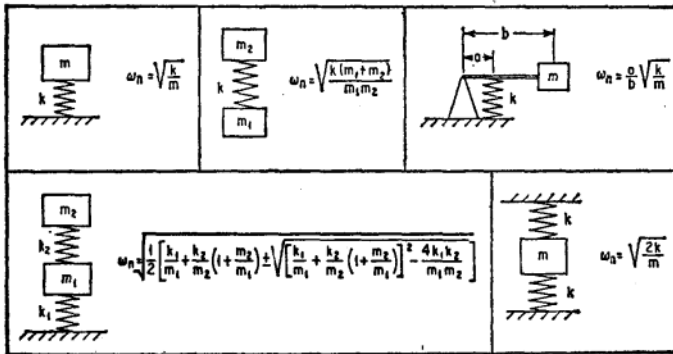 m
k
ωn=√(k/m)
m2
k
m1
ωn=√(k(m1+m2)/m1m2)
b
a
m
k
ωn=a/b√(k/m)
m2
k2
m1
k1
ωn=√(1/2[k1/m1+k2/m2(1+m2/m1)±√([k1/m1+k2/m2(1+m2/m1)]²-4k1k2/m1m2)])
k
m
k
ωn=√(2k/m)